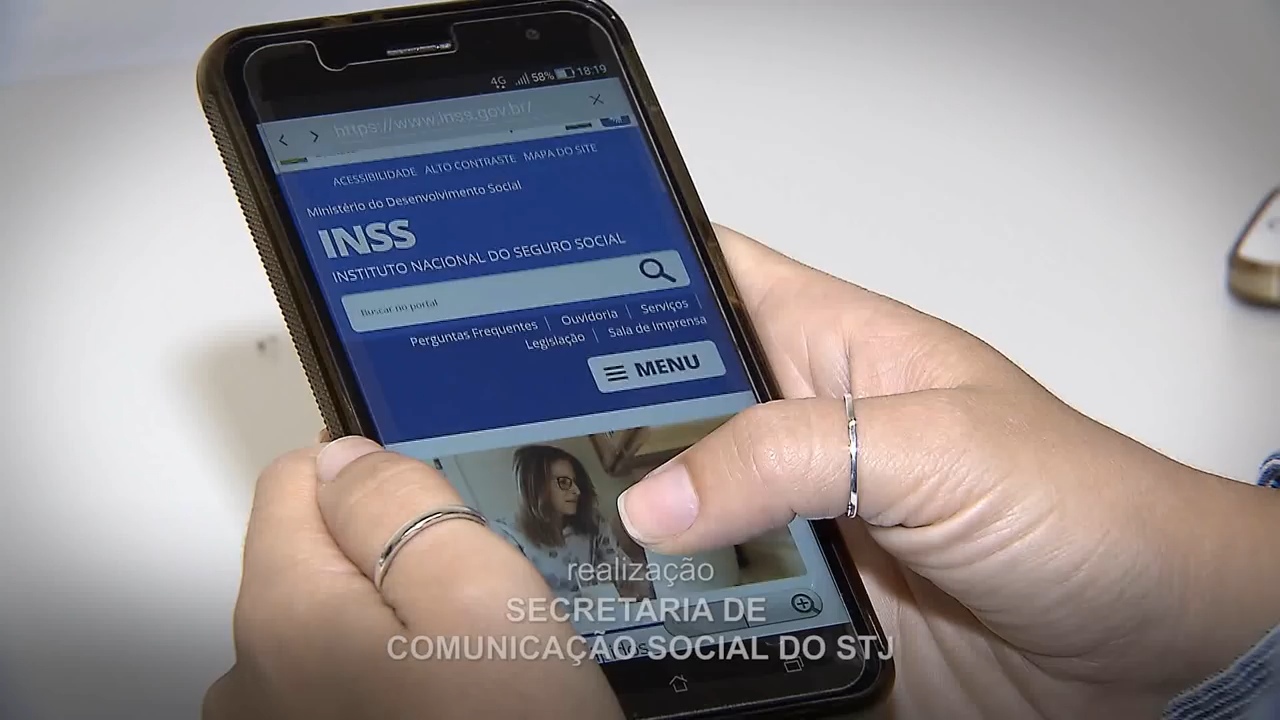 4G 58% 18:19
https://www.inss.gov.br/
ACESSIBILIDADE ALTO CONTRASTE MAPA DO SITE
Ministério do Desenvolvimento Social
INSS
INSTITUTO NACIONAL DO SEGURO SOCIAL
Buscar no portal
Perguntas Frequentes | Ouvidoria | Serviços |
Legislação | Sala de Imprensa
MENU
realização
SECRETARIA DE
COMUNICAÇÃO SOCIAL DO STJ